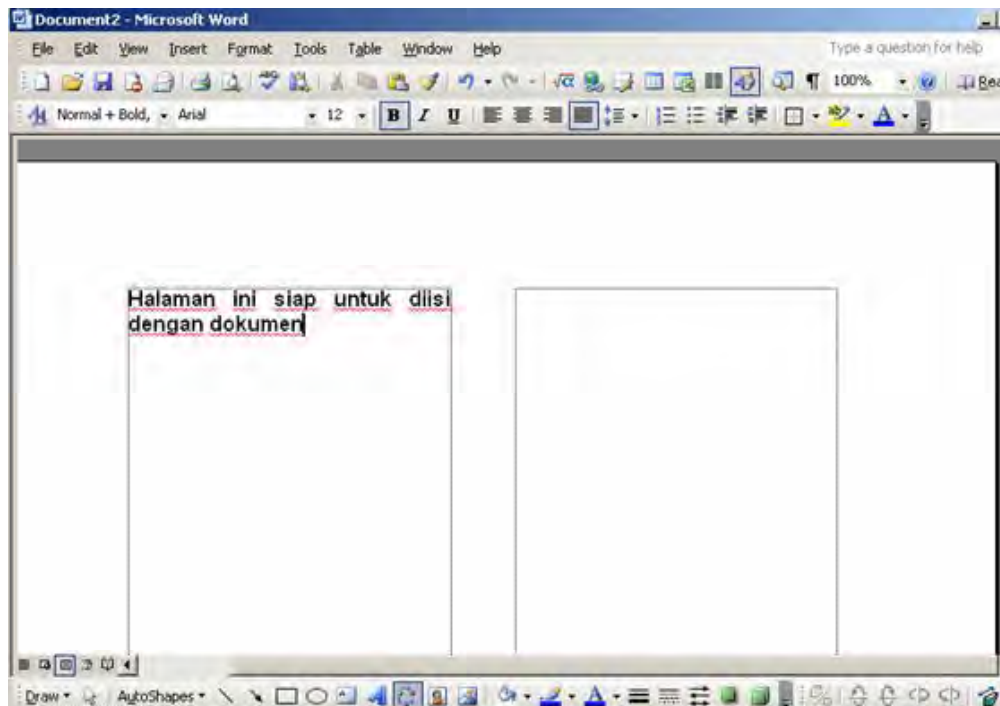 Document2 - Microsoft Word
File Edit View Insert Format Tools Table Window Help Type a question for help
100% Rea
Normal + Bold, Arial 12 B I U A
Halaman ini siap untuk diisi
dengan dokumen
Draw AutoShapes A